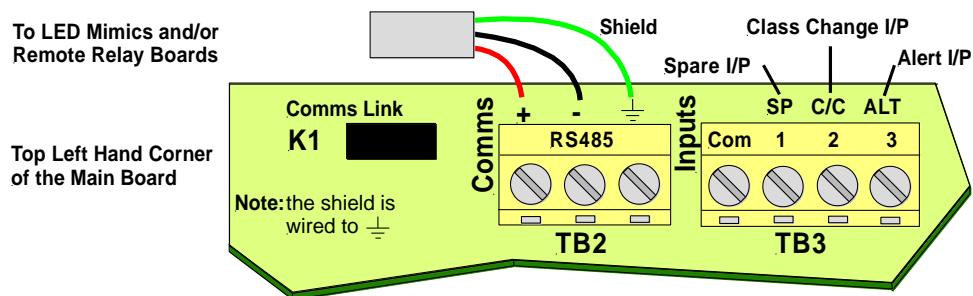 To LED Mimics and/or
Remote Relay Boards
Shield
Class Change I/P
Spare I/P
Alert I/P
Comms Link
K1
Top Left Hand Corner
of the Main Board
Note: the shield is
wired to
Comms
+ -
RS485
TB2
Inputs
SP C/C ALT
Com 1 2 3
TB3